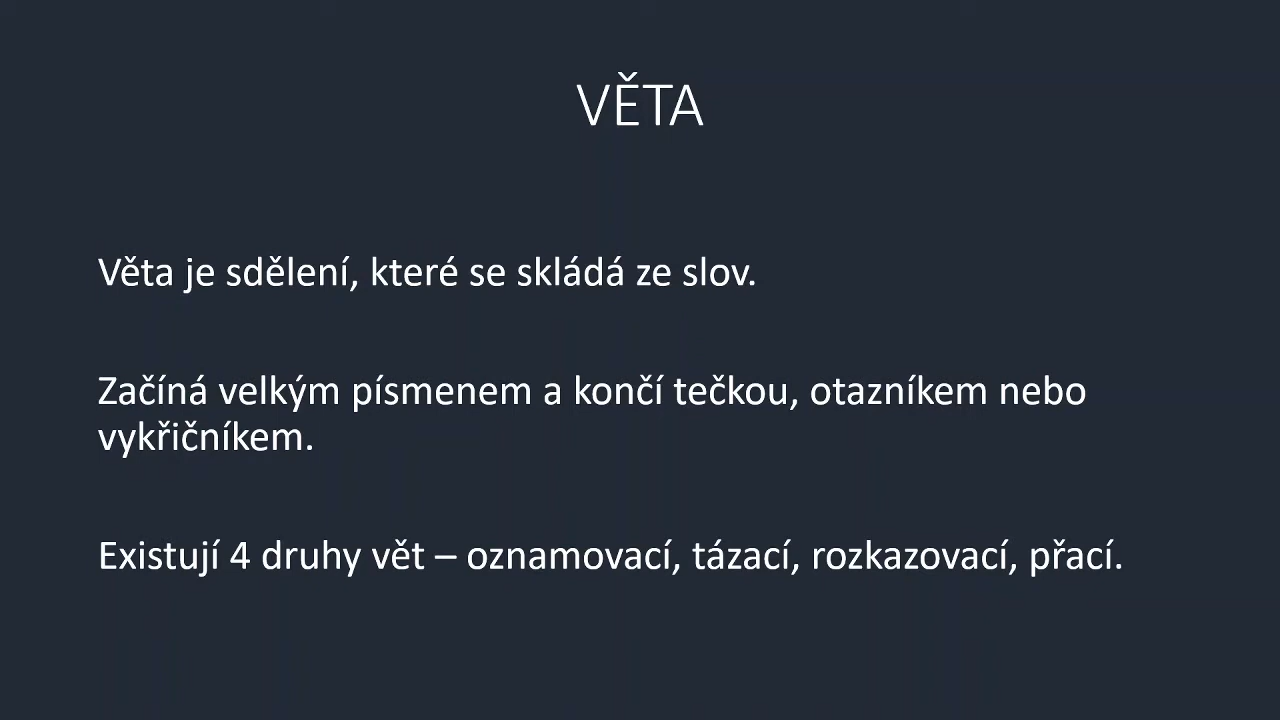 VĚTA
Věta je sdělení, které se skládá ze slov.
Začíná velkým písmenem a končí tečkou, otazníkem nebo
vykřičníkem.
Existují 4 druhy vět – oznamovací, tázací, rozkazovací, přací.